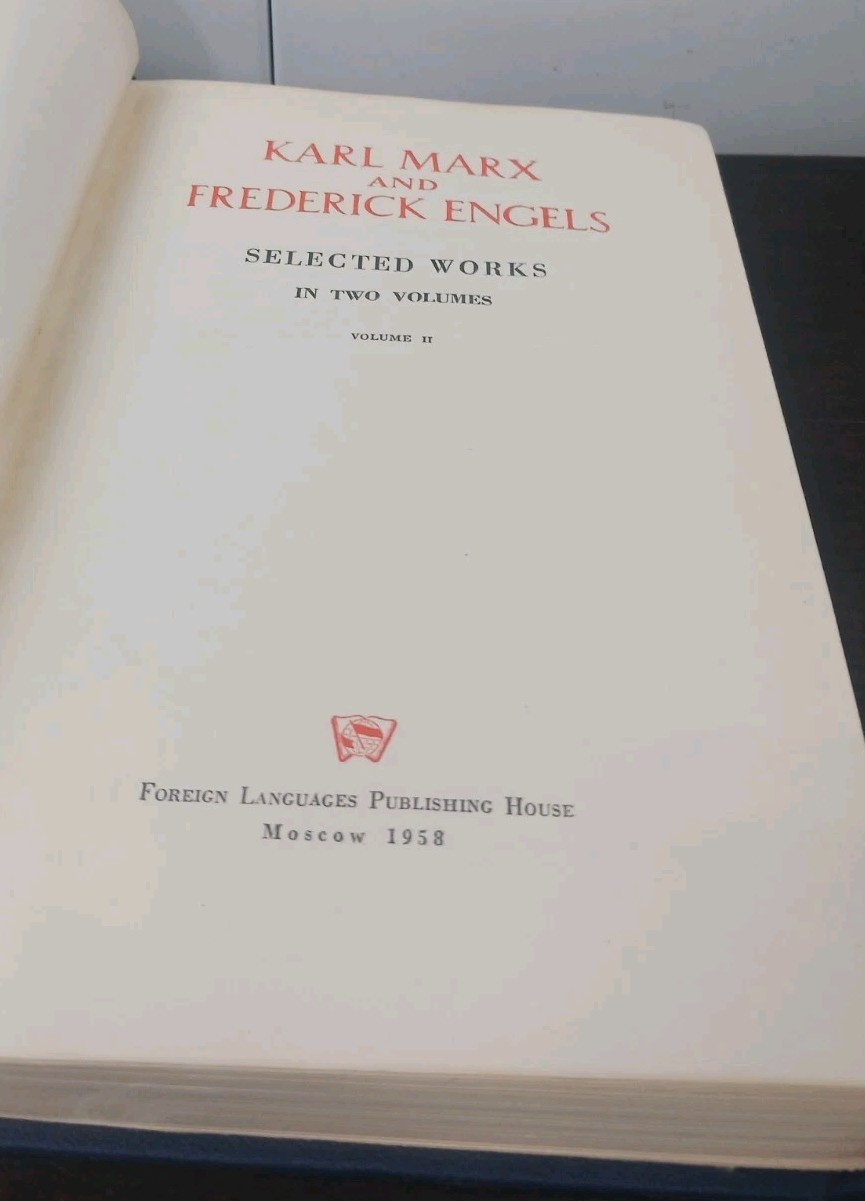 KARL MARX
AND
FREDERICK ENGELS
SELECTED WORKS
IN TWO VOLUMES
VOLUME II
FOREIGN LANGUAGES PUBLISHING HOUSE
Moscow 1958